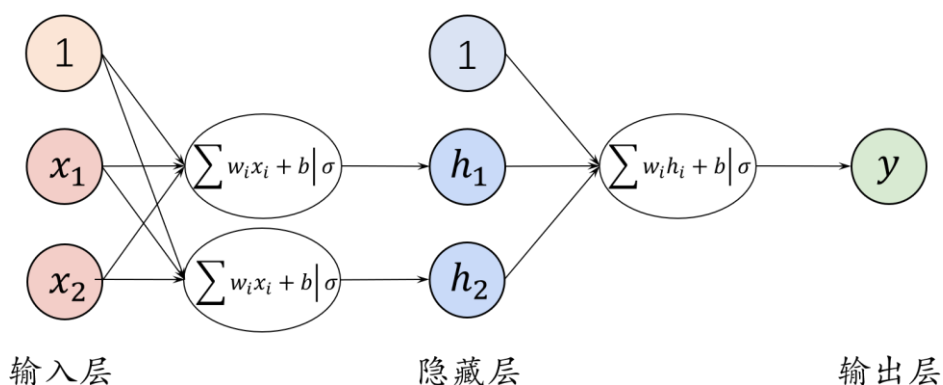 1 1
x₁ ∑ wᵢxᵢ + b | σ h₁ ∑ wᵢhᵢ + b | σ y
x₂ ∑ wᵢxᵢ + b | σ h₂
输入层 隐藏层 输出层